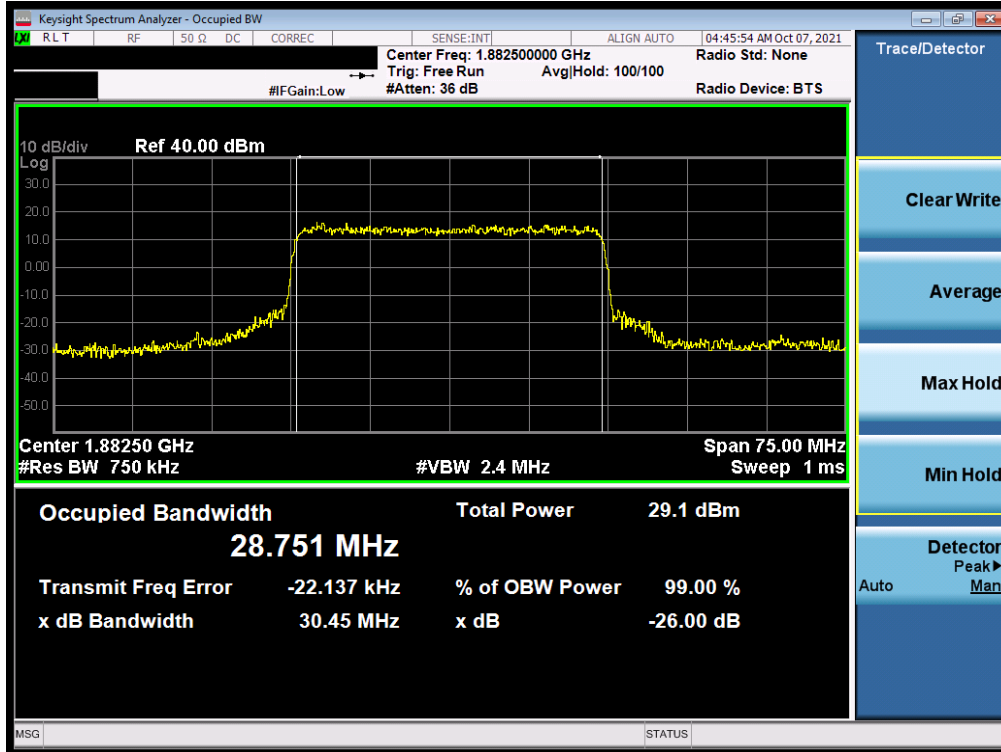 Keysight Spectrum Analyzer - Occupied BW
LXI RLT RF 50 Ω DC CORREC SENSE:INT ALIGN AUTO 04:45:54 AM Oct 07, 2021
Center Freq: 1.882500000 GHz Radio Std: None
Trig: Free Run Avg|Hold: 100/100
#IFGain:Low #Atten: 36 dB Radio Device: BTS
10 dB/div Ref 40.00 dBm
Log
30.0
20.0
10.0
0.00
-10.0
-20.0
-30.0
-40.0
-50.0
Center 1.88250 GHz Span 75.00 MHz
#Res BW 750 kHz #VBW 2.4 MHz Sweep 1 ms
Occupied Bandwidth Total Power 29.1 dBm
28.751 MHz
Transmit Freq Error -22.137 kHz % of OBW Power 99.00 %
x dB Bandwidth 30.45 MHz x dB -26.00 dB
MSG STATUS
Trace/Detector
Clear Write
Average
Max Hold
Min Hold
Detector
Peak▶
Auto Man